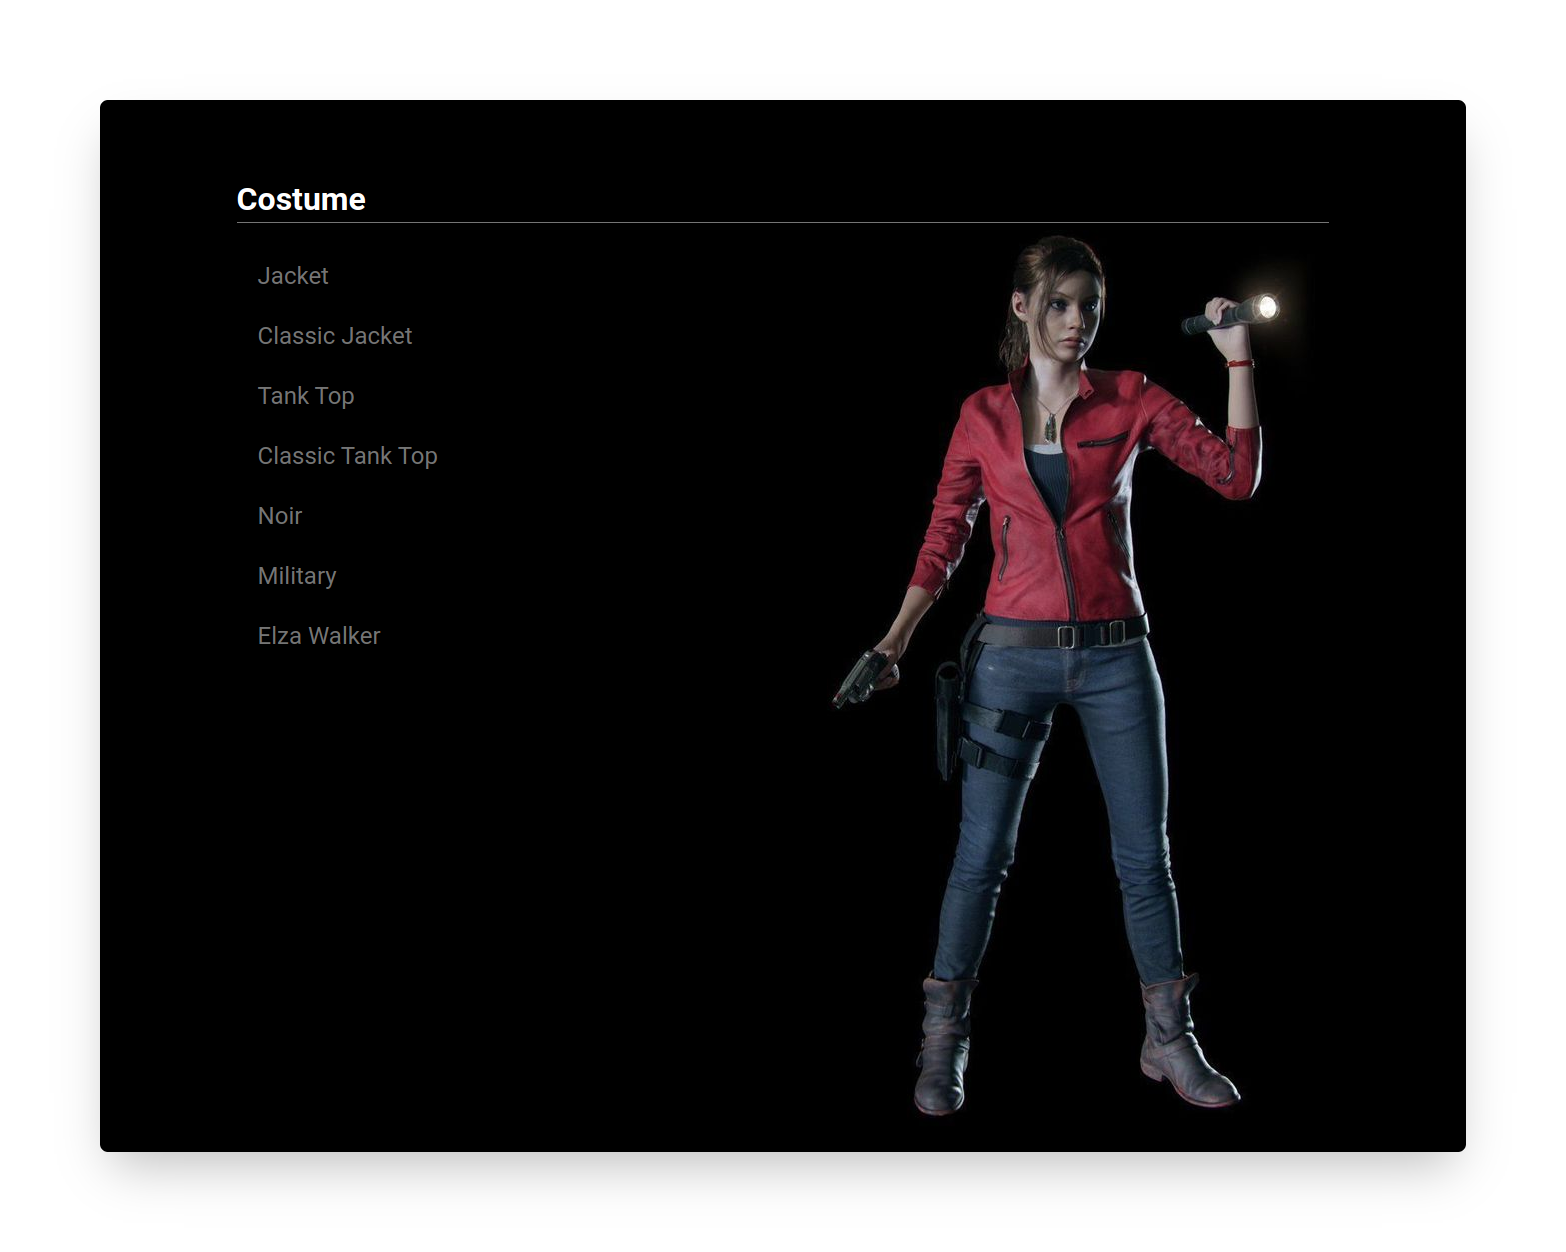 Costume
Jacket
Classic Jacket
Tank Top
Classic Tank Top
Noir
Military
Elza Walker